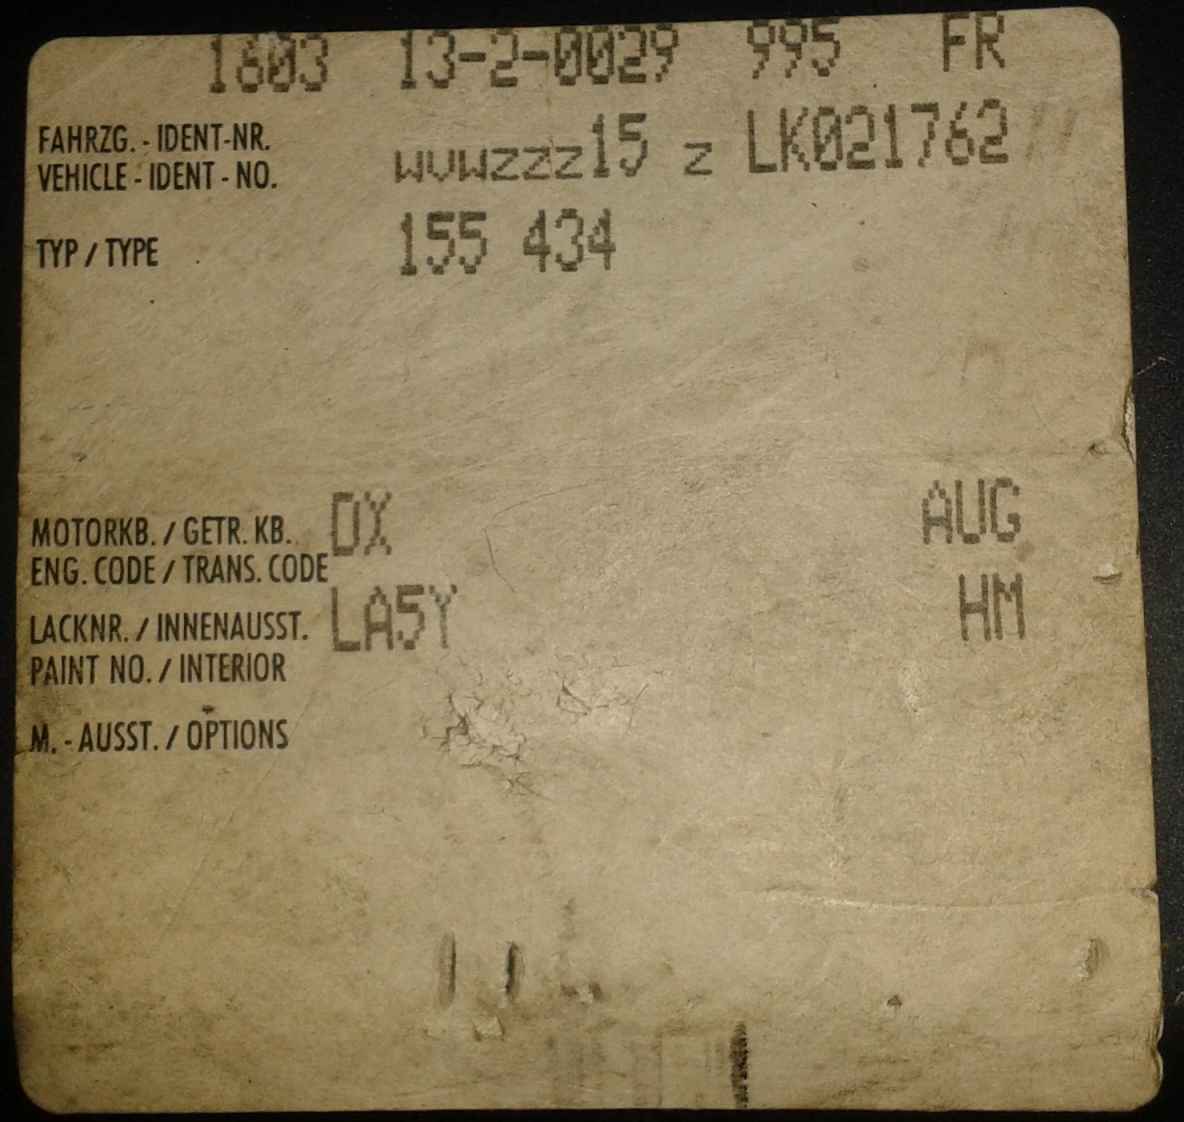 1603 13-2-0029 995 FR
FAHRZG. - IDENT-NR.
VEHICLE - IDENT - NO. wvwzzz15 z LK021762
TYP / TYPE 155 434
MOTORKB. / GETR. KB. DX AUG
ENG. CODE / TRANS. CODE
LACKNR. / INNENAUSST. LA5Y HM
PAINT NO. / INTERIOR
M. - AUSST. / OPTIONS